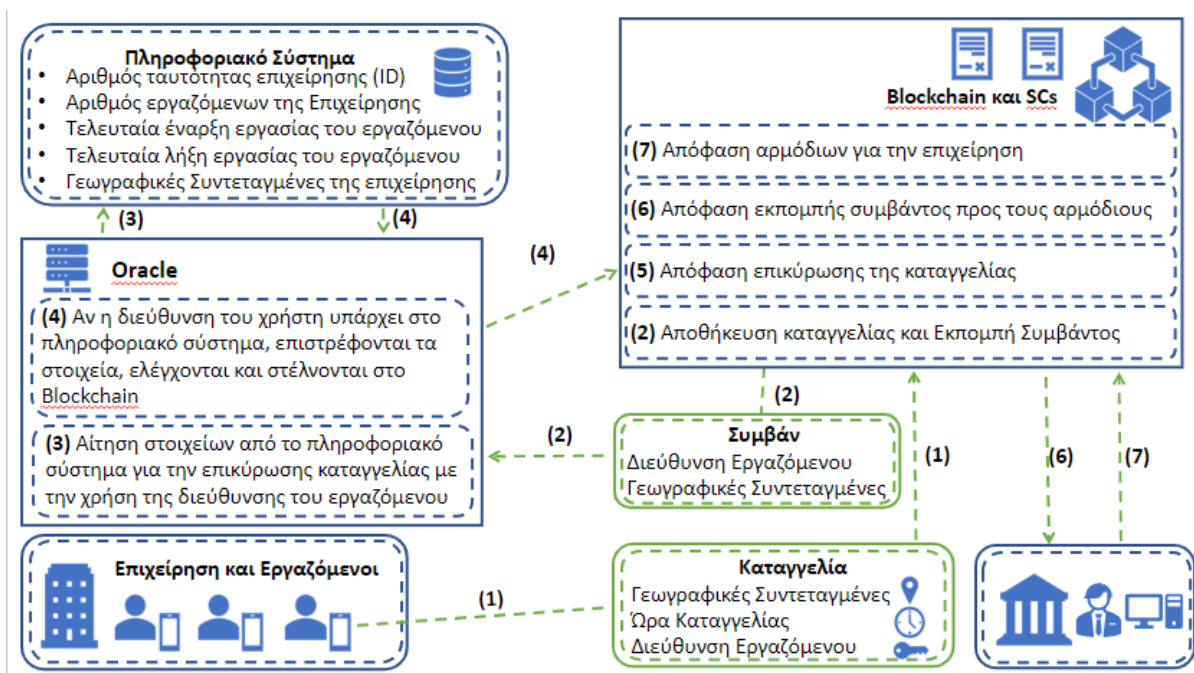 Πληροφοριακό Σύστημα
• Αριθμός ταυτότητας επιχείρησης (ID)
• Αριθμός εργαζόμενων της Επιχείρησης
• Τελευταία έναρξη εργασίας του εργαζόμενου
• Τελευταία λήξη εργασίας του εργαζόμενου
• Γεωγραφικές Συντεταγμένες της επιχείρησης
(3)
(4)
Oracle
(4) Αν η διεύθυνση του χρήστη υπάρχει στο
πληροφοριακό σύστημα, επιστρέφονται τα
στοιχεία, ελέγχονται και στέλνονται στο
Blockchain
(3) Αίτηση στοιχείων από το πληροφοριακό
σύστημα για την επικύρωσης καταγγελίας με
την χρήση της διεύθυνσης του εργαζόμενου
(4)
Blockchain και SCs
(7) Απόφαση αρμόδιων για την επιχείρηση
(6) Απόφαση εκπομπής συμβάντος προς τους αρμόδιους
(5) Απόφαση επικύρωσης της καταγγελίας
(2) Αποθήκευση καταγγελίας και Εκπομπή Συμβάντος
(2)
(2)
Συμβάν
Διεύθυνση Εργαζόμενου
Γεωγραφικές Συντεταγμένες
(1)
(6)
(7)
Επιχείρηση και Εργαζόμενοι
(1)
Καταγγελία
Γεωγραφικές Συντεταγμένες
Ώρα Καταγγελίας
Διεύθυνση Εργαζόμενου